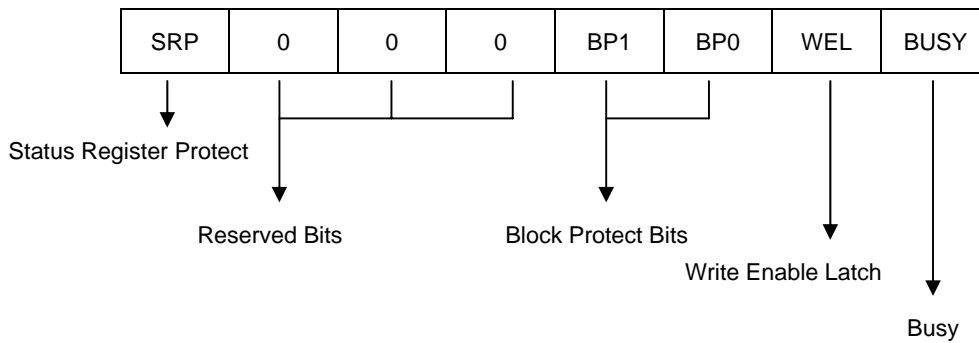 SRP 0 0 0 BP1 BP0 WEL BUSY
Status Register Protect
Reserved Bits
Block Protect Bits
Write Enable Latch
Busy